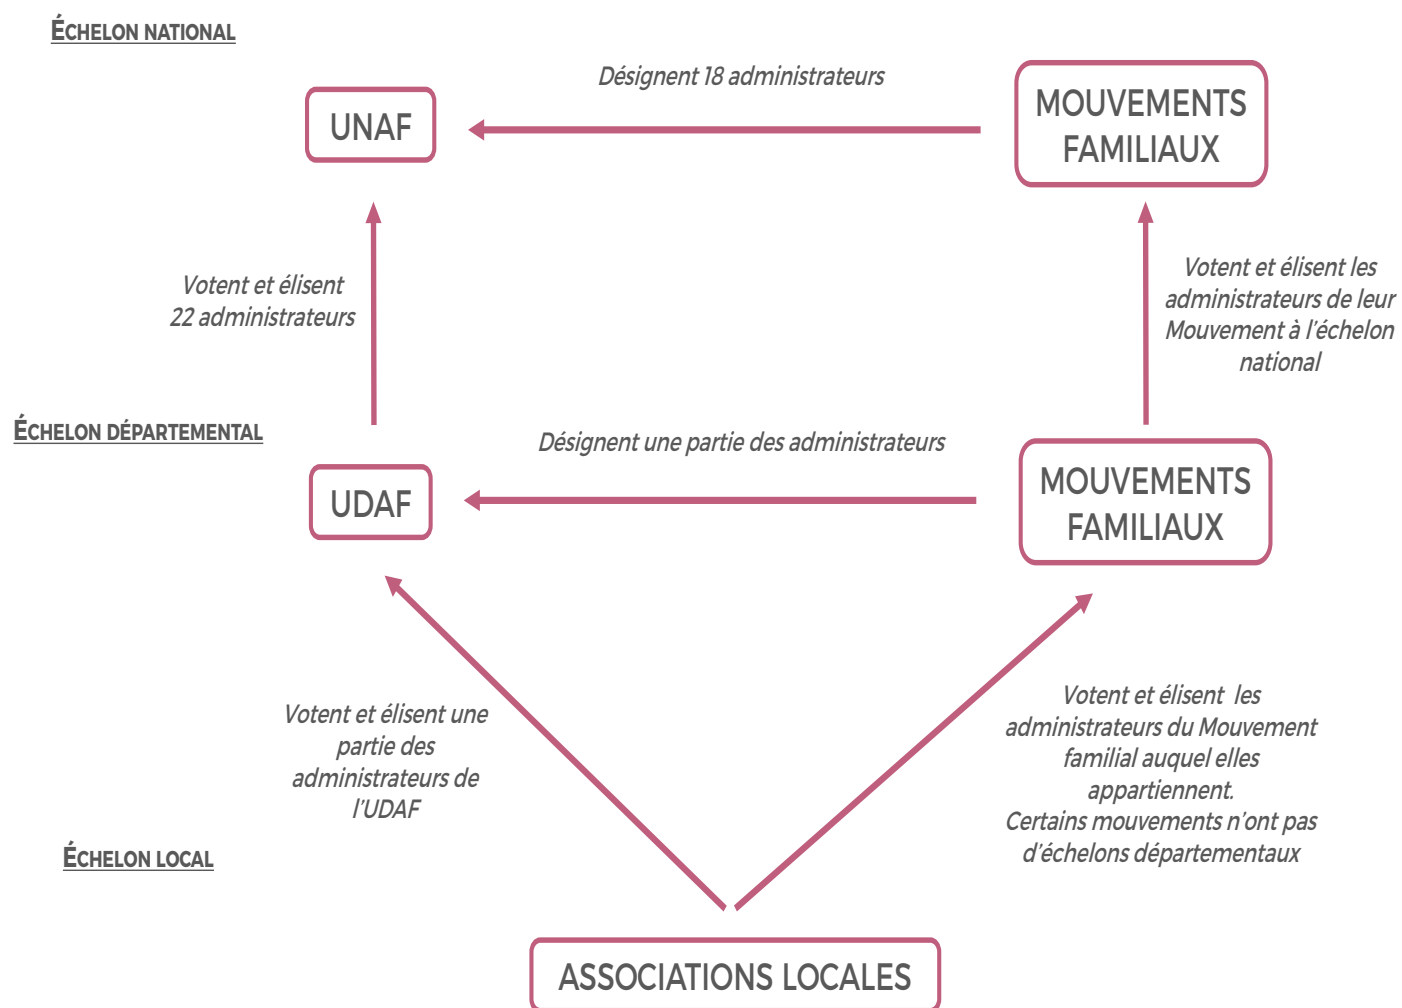 ÉCHELON NATIONAL
Désignent 18 administrateurs
UNAF
MOUVEMENTS
FAMILIAUX
Votent et élisent
22 administrateurs
Votent et élisent les
administrateurs de leur
Mouvement à l'échelon
national
ÉCHELON DÉPARTEMENTAL
Désignent une partie des administrateurs
UDAF
MOUVEMENTS
FAMILIAUX
Votent et élisent une
partie des
administrateurs de
l'UDAF
Votent et élisent les
administrateurs du Mouvement
familial auquel elles
appartiennent.
Certains mouvements n'ont pas
d'échelons départementaux
ÉCHELON LOCAL
ASSOCIATIONS LOCALES